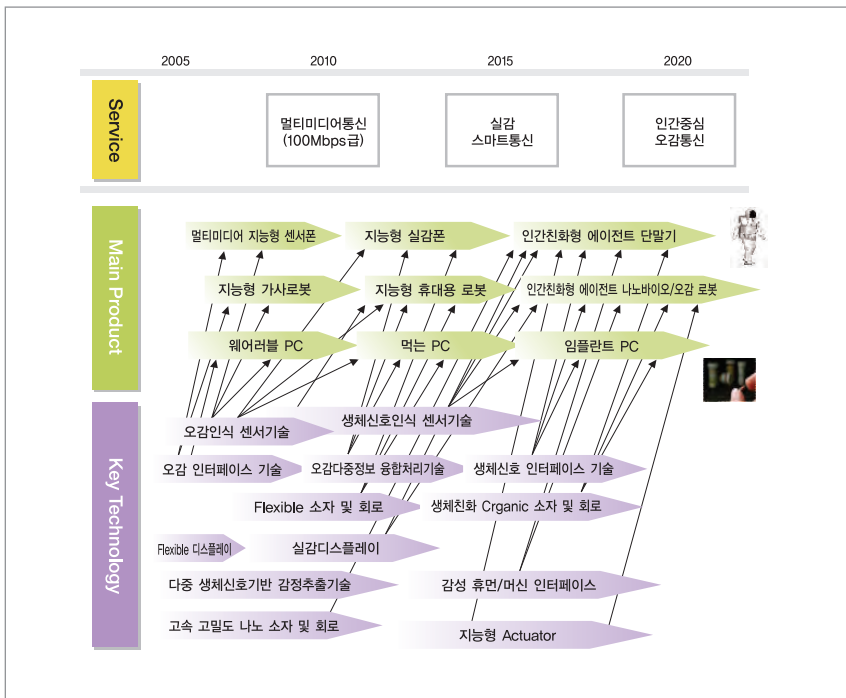 2005 2010 2015 2020
Service
멀티미디어통신
(100Mbps급)
실감
스마트통신
인간중심
오감통신
Main Product
멀티미디어 지능형 센서폰
지능형 실감폰
인간친화형 에이전트 단말기
지능형 가사로봇
지능형 휴대용 로봇
인간친화형 에이전트 나노바이오/오감 로봇
웨어러블 PC
먹는 PC
임플란트 PC
Key Technology
오감인식 센서기술
생체신호인식 센서기술
오감 인터페이스 기술
오감다중정보 융합처리기술
생체신호 인터페이스 기술
Flexible 소자 및 회로
생체친화 Crganic 소자 및 회로
Flexible 디스플레이
실감디스플레이
다중 생체신호기반 감정추출기술
감성 휴먼/머신 인터페이스
고속 고밀도 나노 소자 및 회로
지능형 Actuator